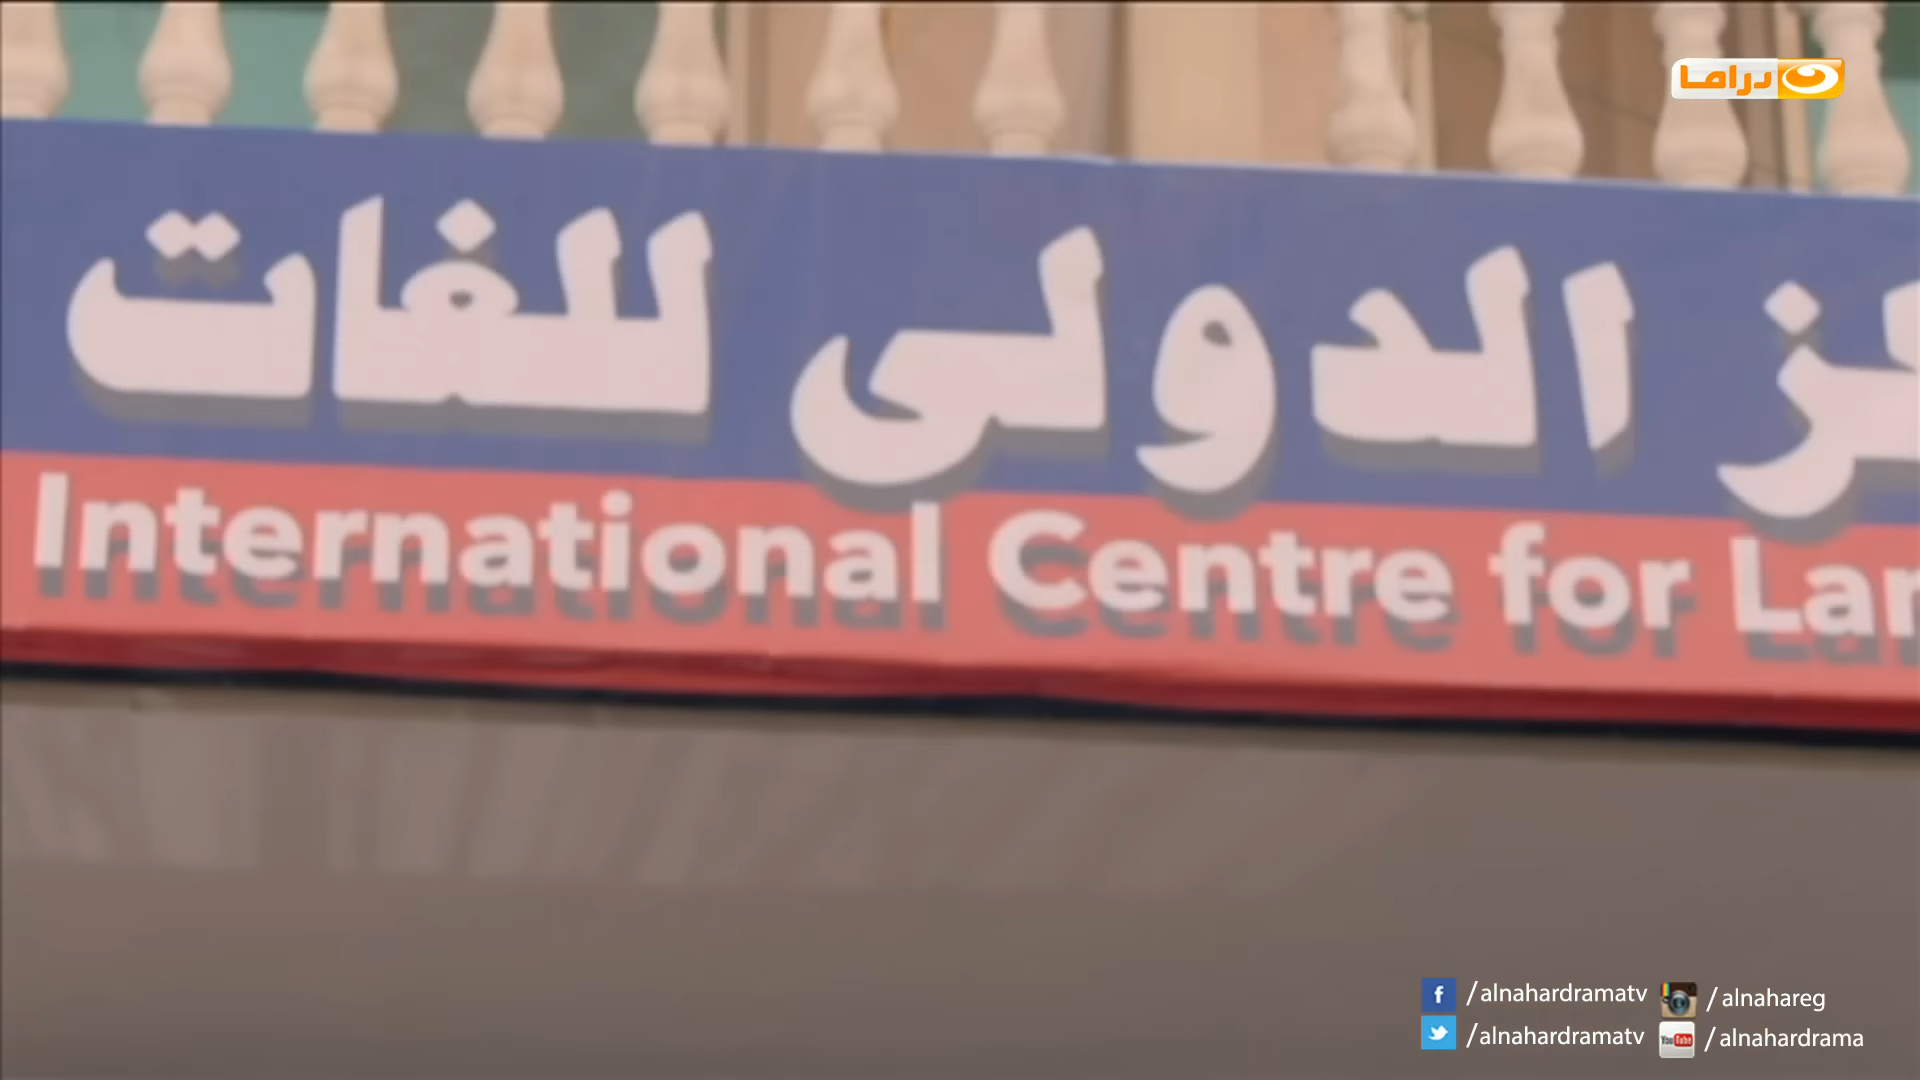 دراما
الدولى للغات
International Centre for
/alnahardramatv
/alnahareg
/alnahardramatv
/alnahardrama